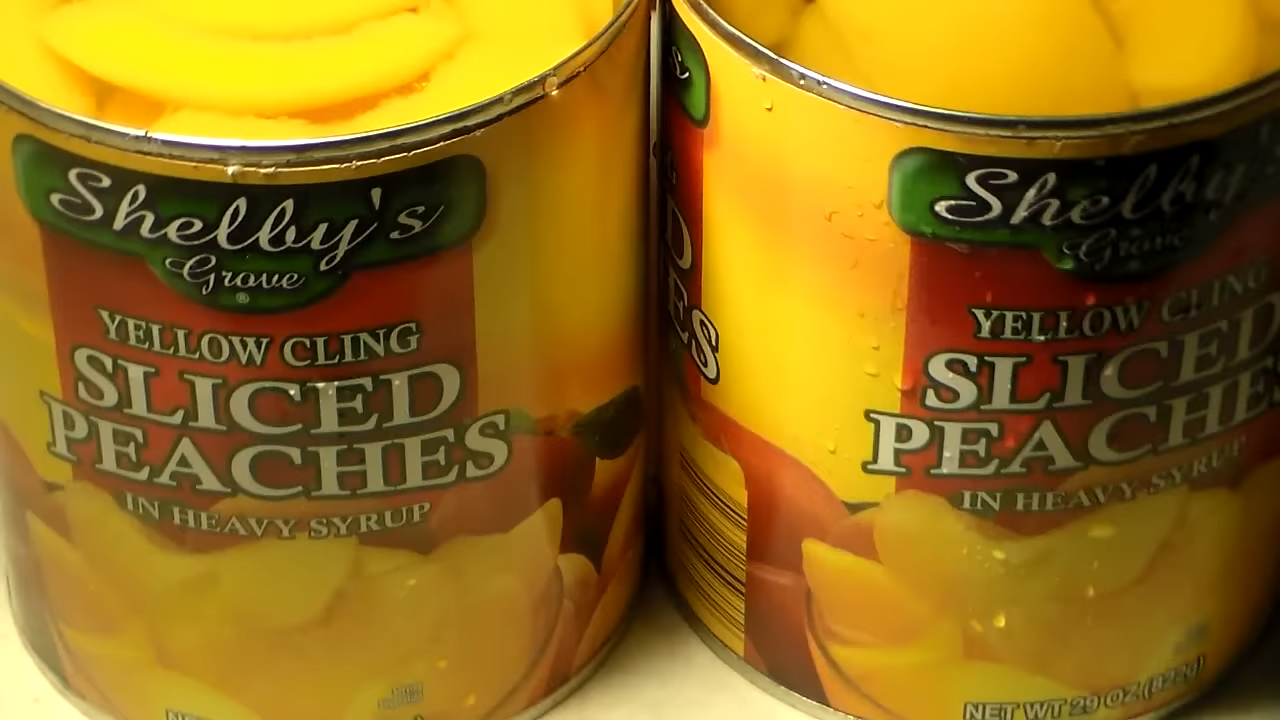 Shelby's
Grove
®
YELLOW CLING
SLICED
PEACHES
IN HEAVY SYRUP
Shelby's
Grove
YELLOW CLING
SLICED
PEACHES
IN HEAVY SYRUP
NET WT 29 OZ (822g)